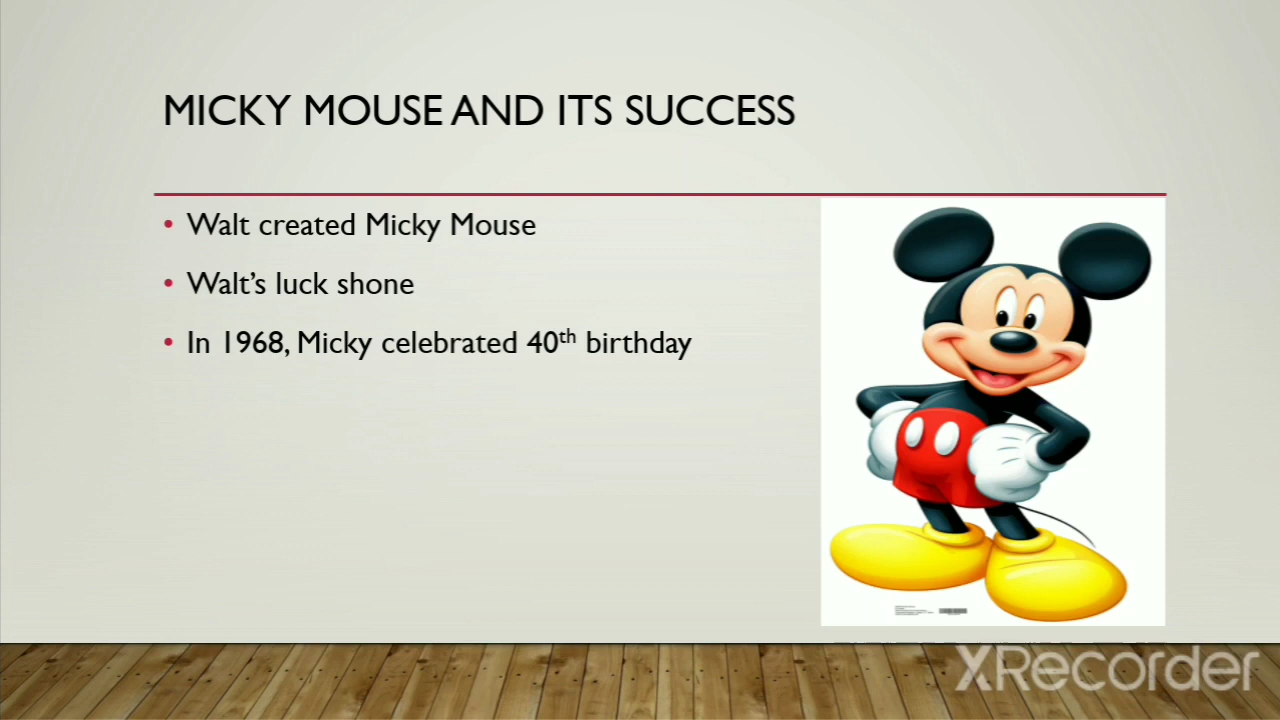 MICKY MOUSE AND ITS SUCCESS
• Walt created Micky Mouse
• Walt's luck shone
• In 1968, Micky celebrated 40th birthday
XRecorder